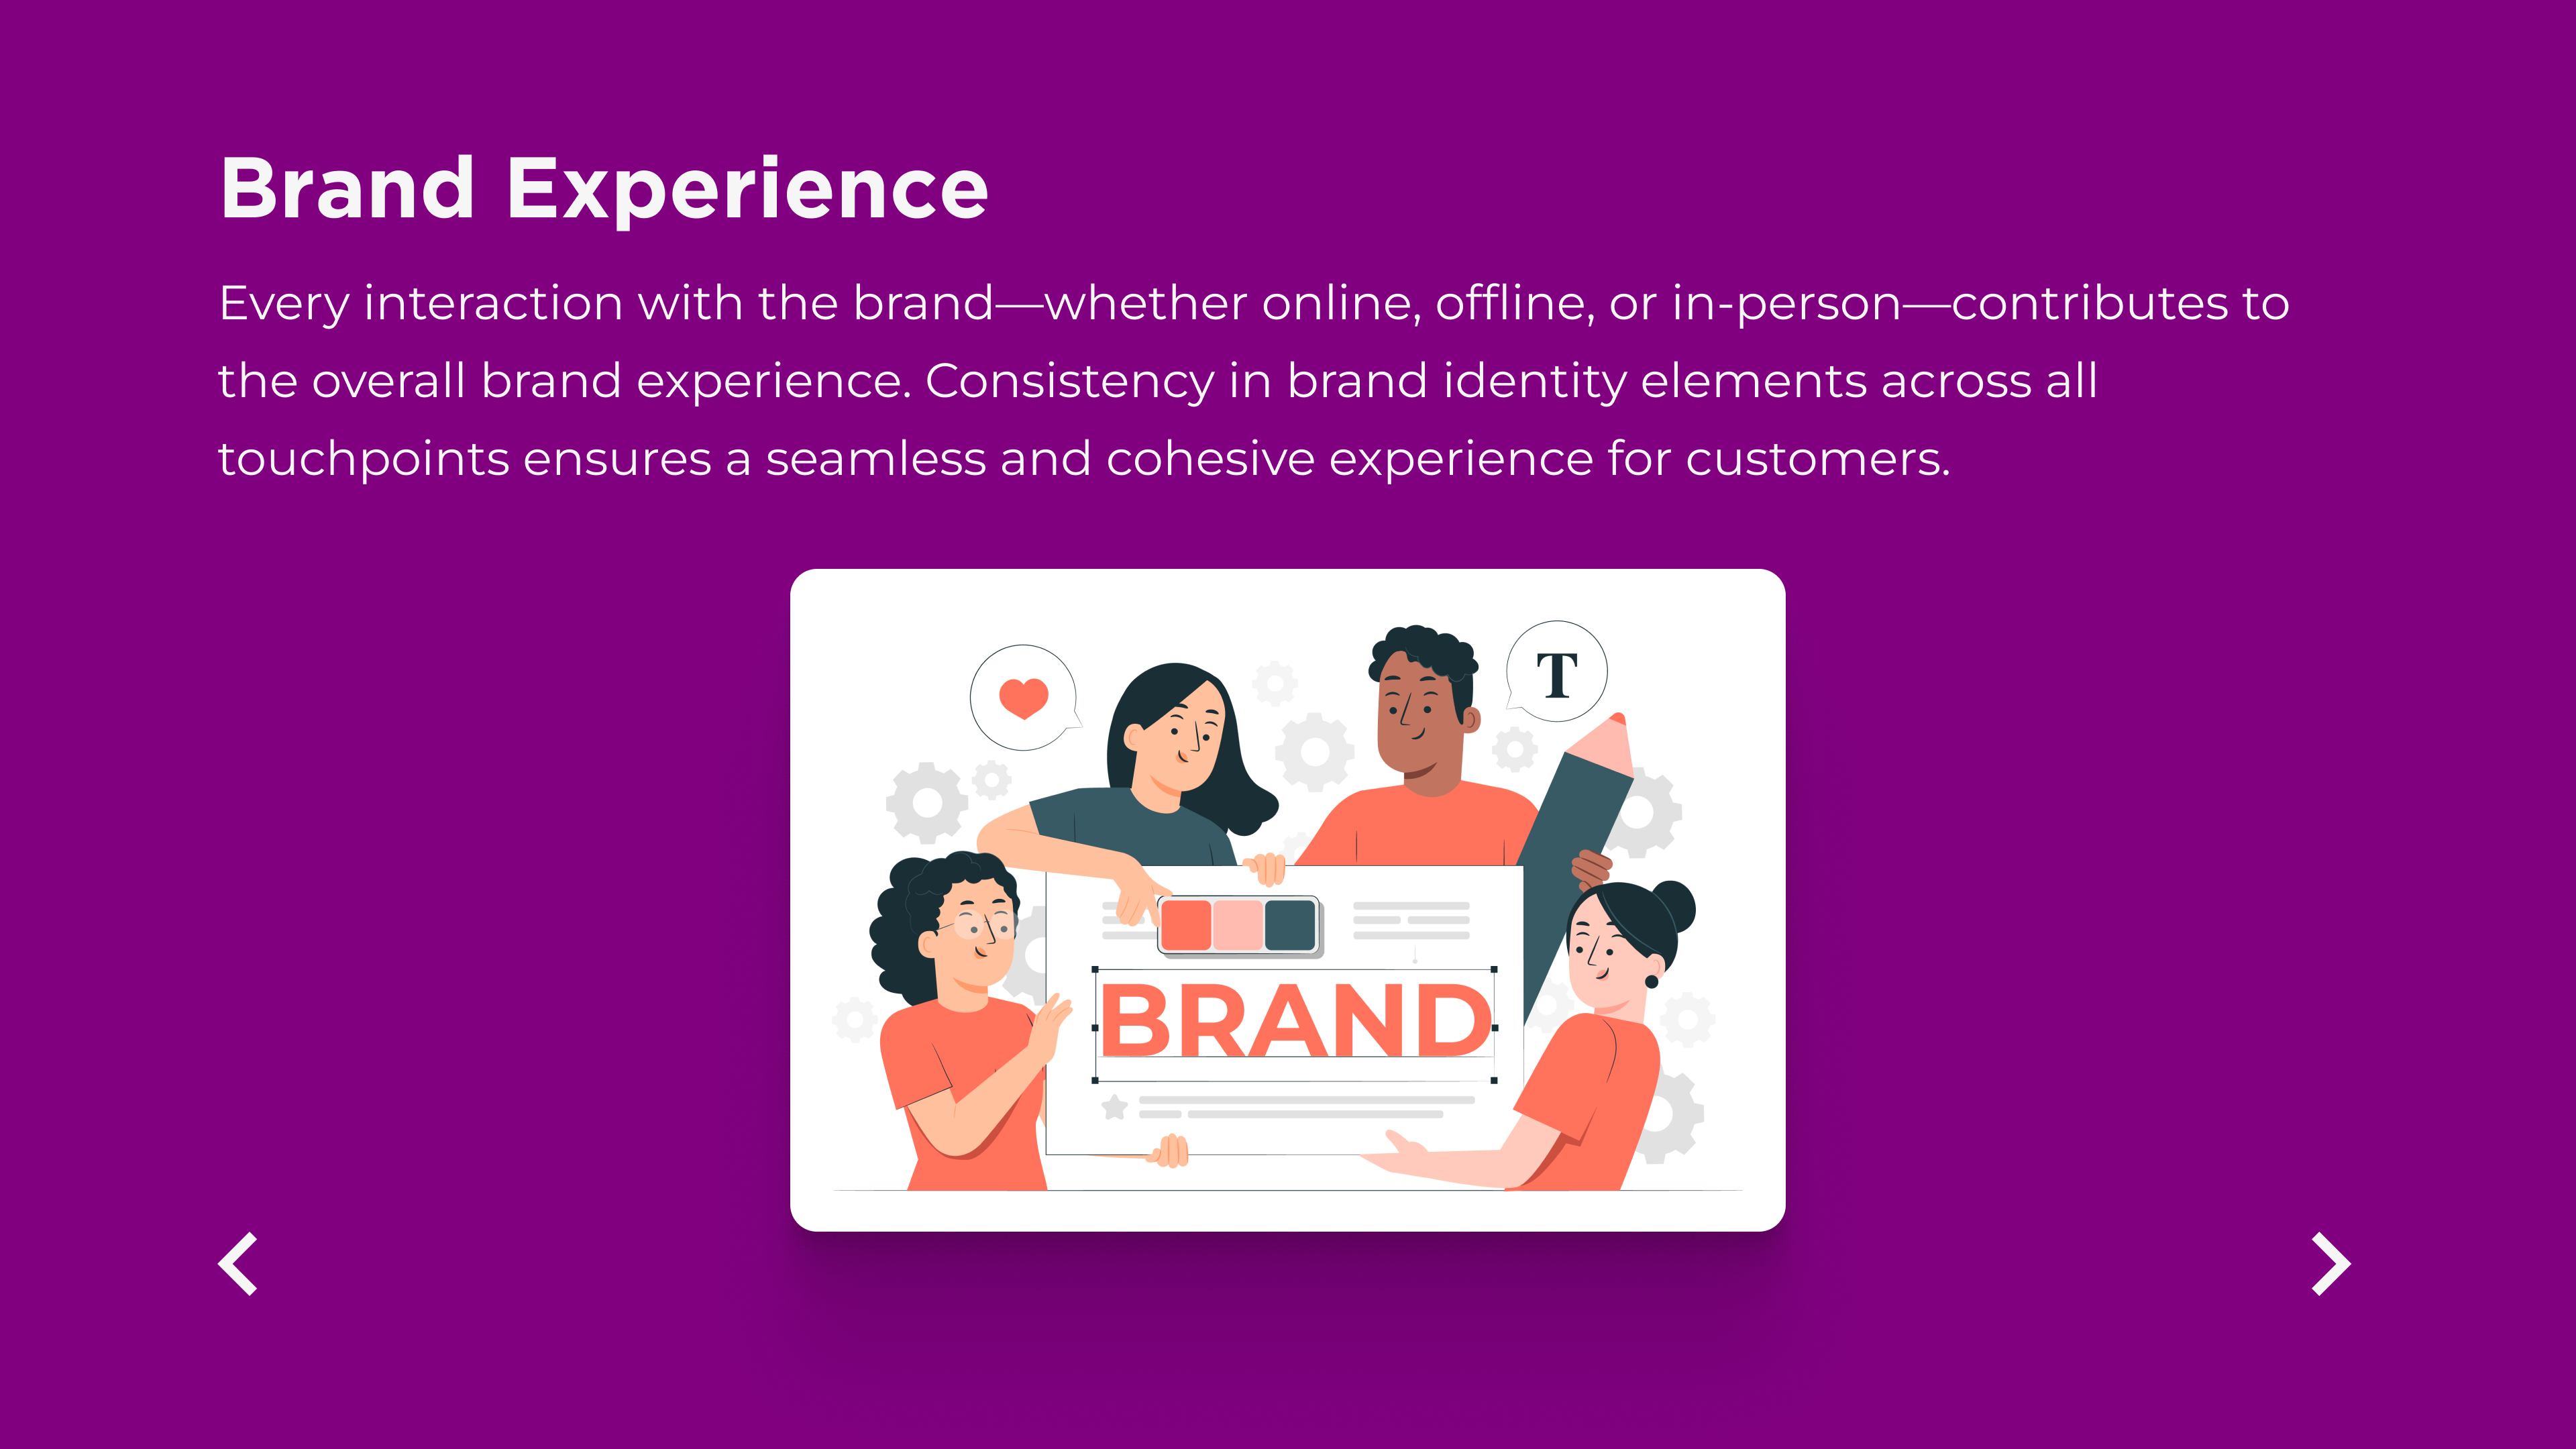 Brand Experience
Every interaction with the brand—whether online, offline, or in-person—contributes to
the overall brand experience. Consistency in brand identity elements across all
touchpoints ensures a seamless and cohesive experience for customers.
T
BRAND